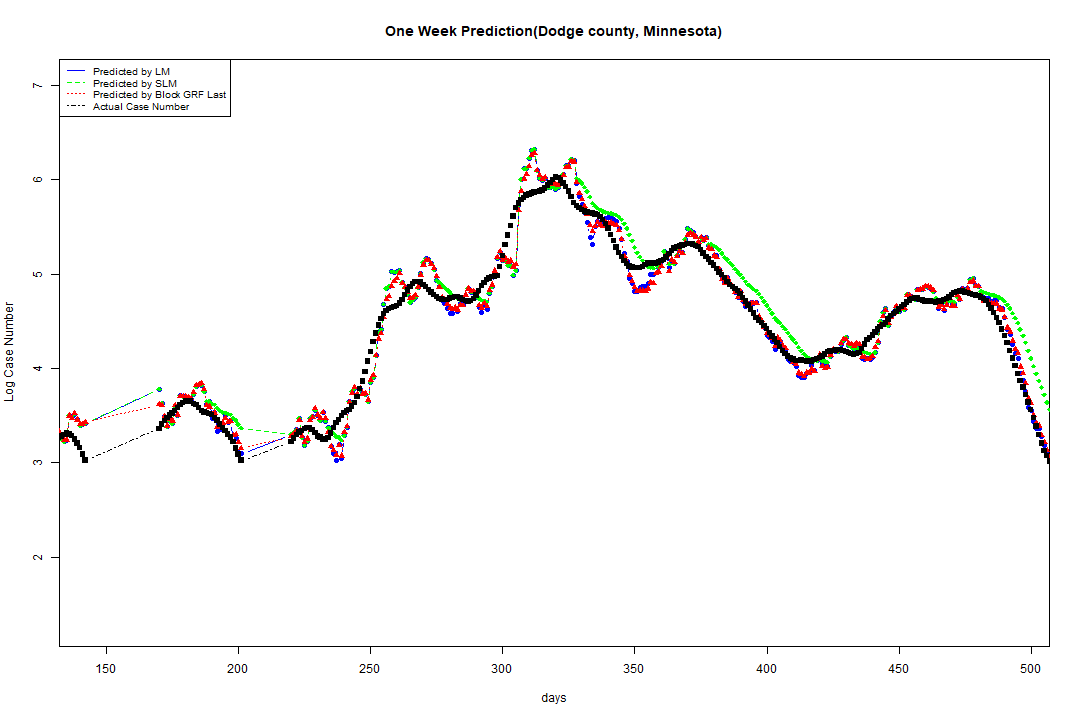 One Week Prediction(Dodge county, Minnesota)
Predicted by LM
Predicted by SLM
Predicted by Block GRF Last
Actual Case Number
7
6
5
4
3
2
Log Case Number
150 200 250 300 350 400 450 500
days